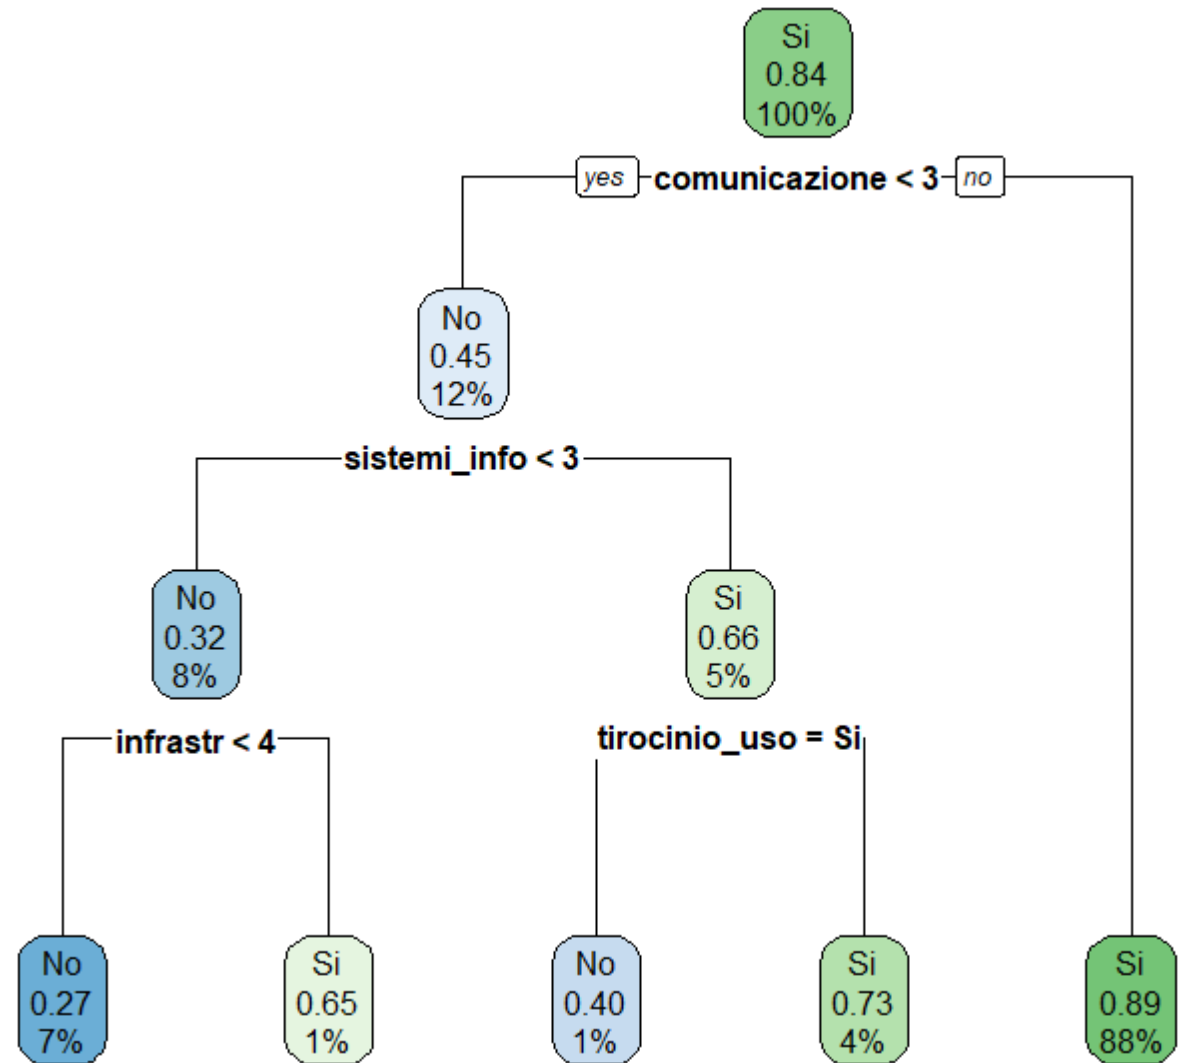 Si
0.84
100%
yes comunicazione < 3 no
No
0.45
12%
sistemi_info < 3
No
0.32
8%
Si
0.66
5%
infrastr < 4
tirocinio_uso = Si
No
0.27
7%
Si
0.65
1%
No
0.40
1%
Si
0.73
4%
Si
0.89
88%